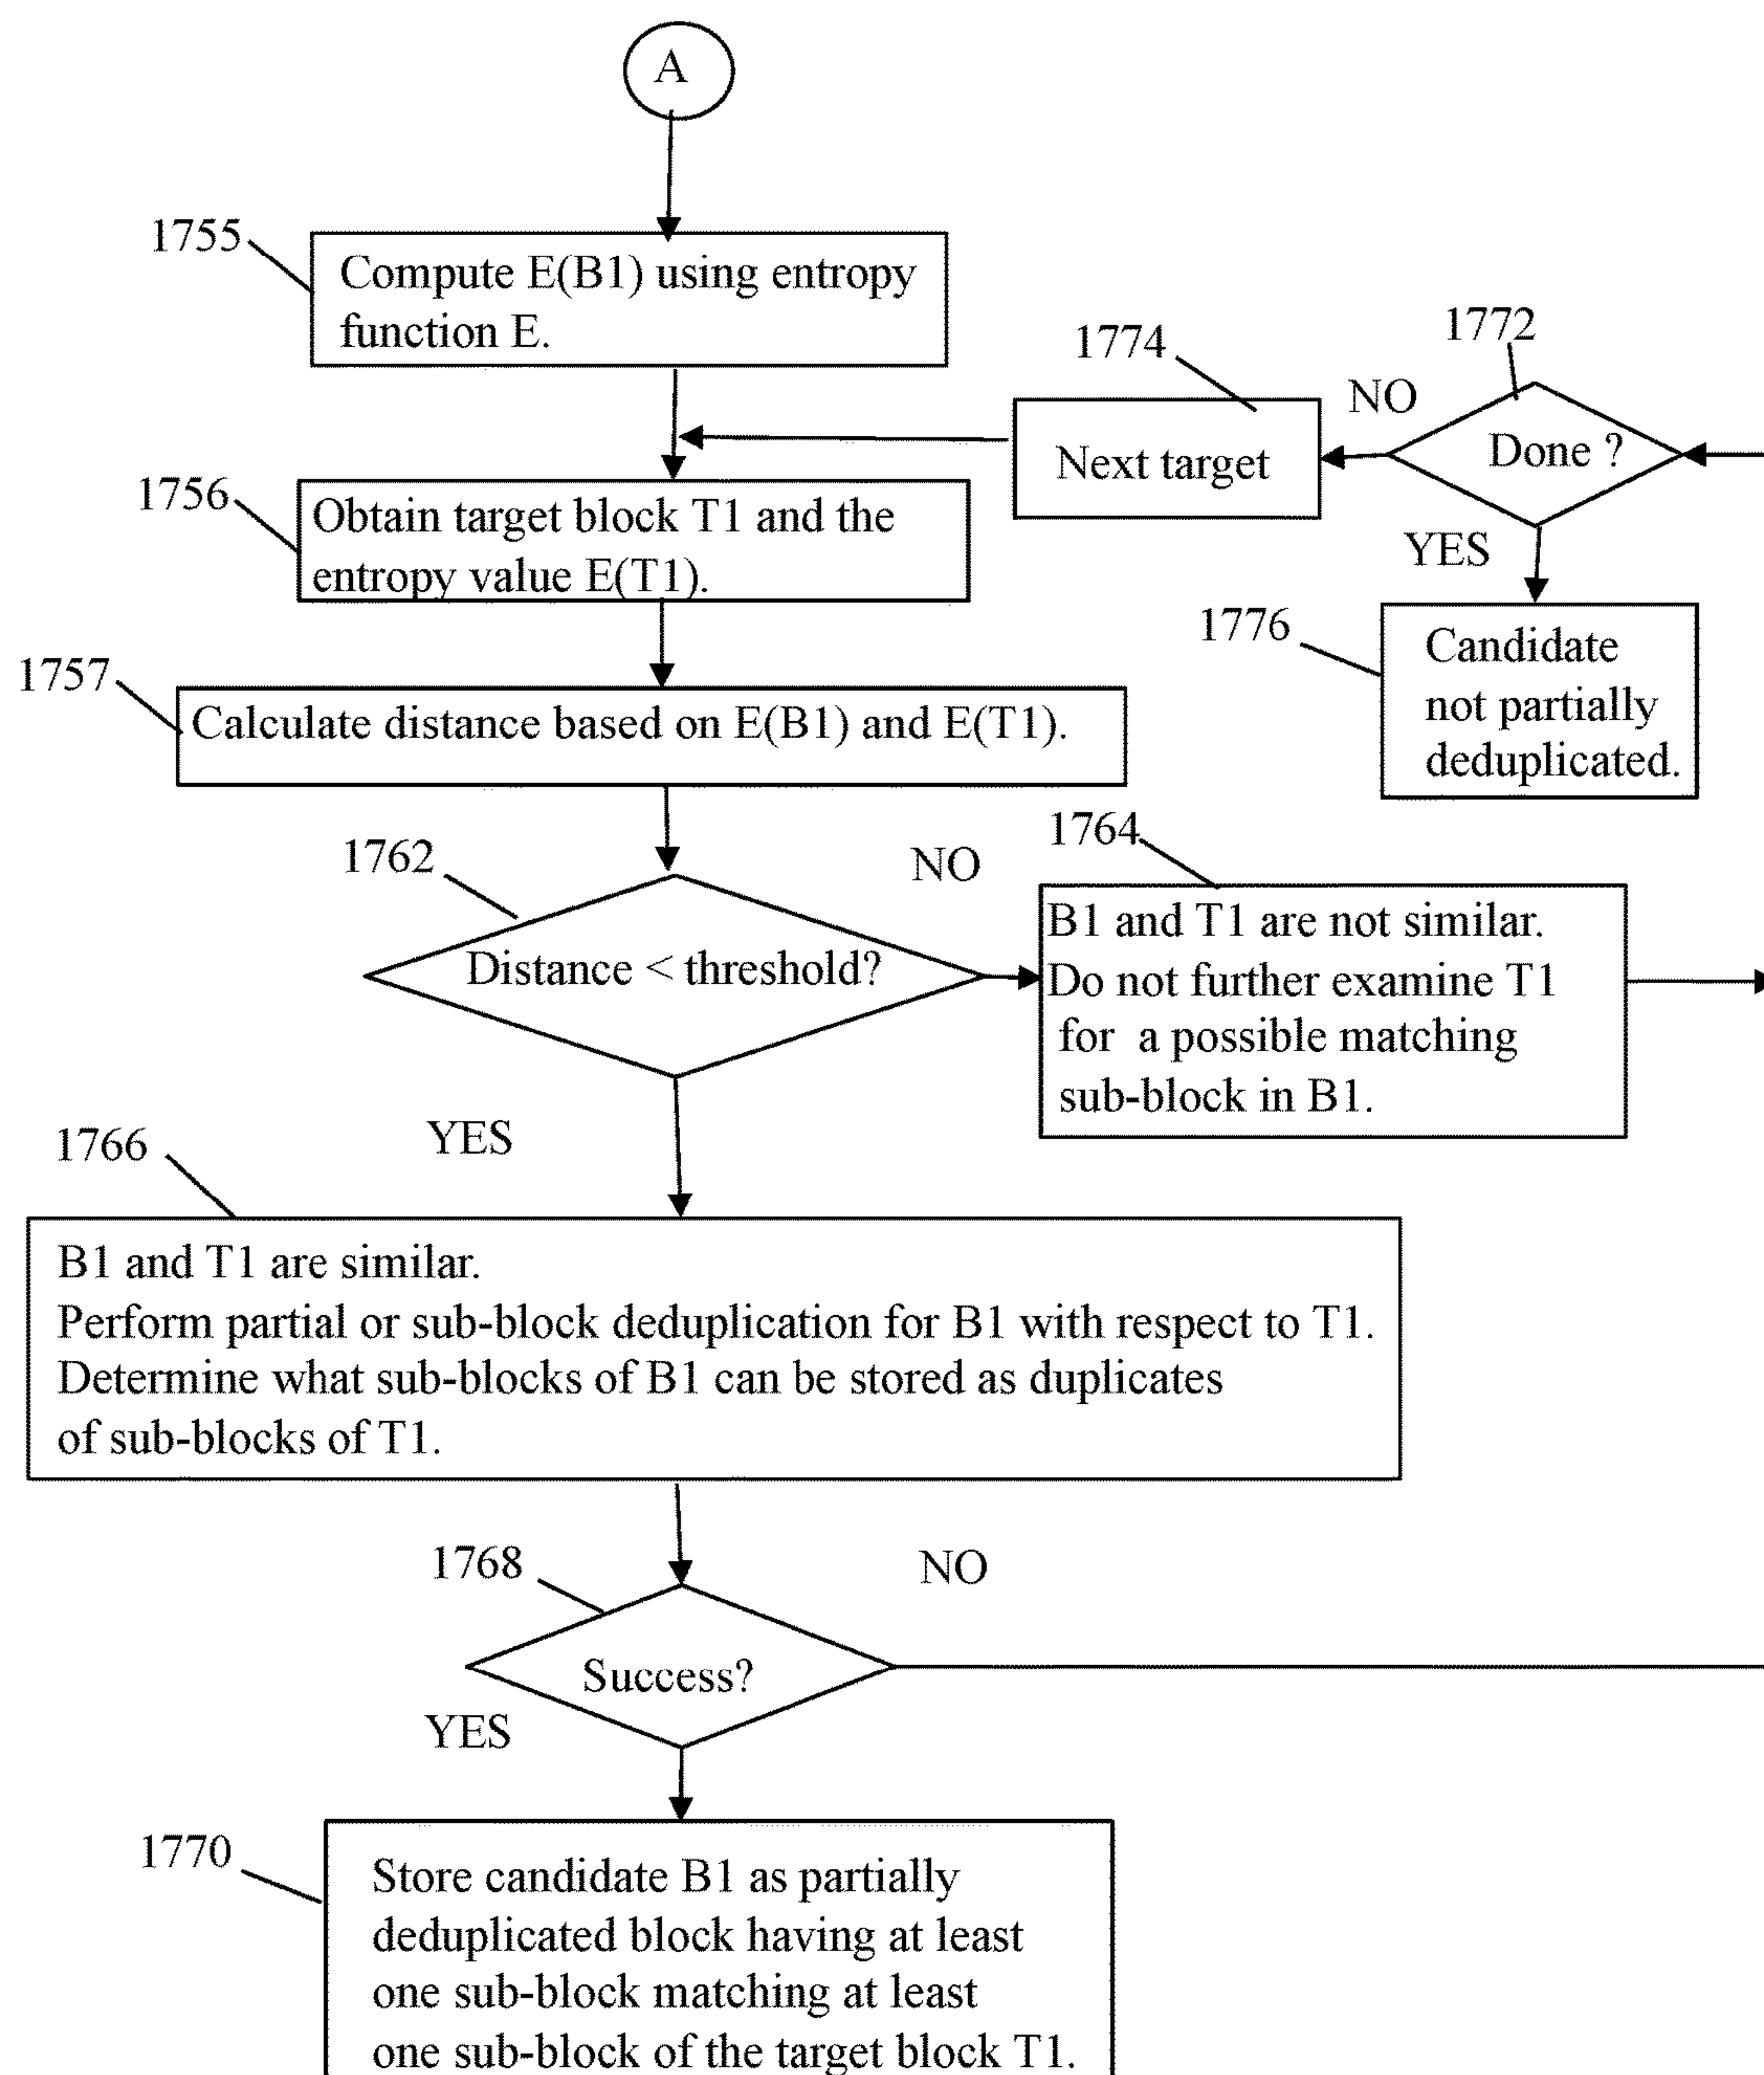 A
1755
Compute E(B1) using entropy
function E.
1774
1772
NO
Next target
Done ?
1756
Obtain target block T1 and the
entropy value E(T1).
YES
1776
Candidate
not partially
deduplicated.
1757
Calculate distance based on E(B1) and E(T1).
1762
NO
1764
Distance < threshold?
B1 and T1 are not similar.
Do not further examine T1
for a possible matching
sub-block in B1.
YES
1766
B1 and T1 are similar.
Perform partial or sub-block deduplication for B1 with respect to T1.
Determine what sub-blocks of B1 can be stored as duplicates
of sub-blocks of T1.
1768
NO
Success?
YES
1770
Store candidate B1 as partially
deduplicated block having at least
one sub-block matching at least
one sub-block of the target block T1.